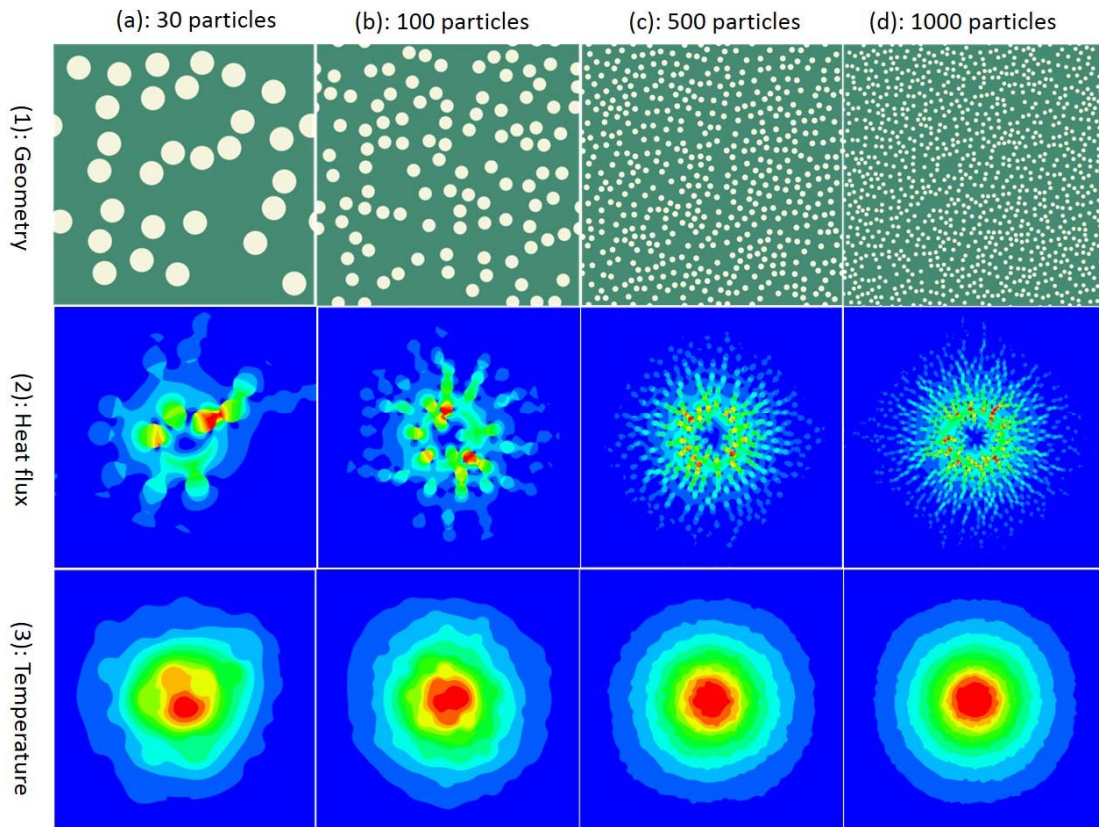 (a): 30 particles
(b): 100 particles
(c): 500 particles
(d): 1000 particles
(1): Geometry
(2): Heat flux
(3): Temperature